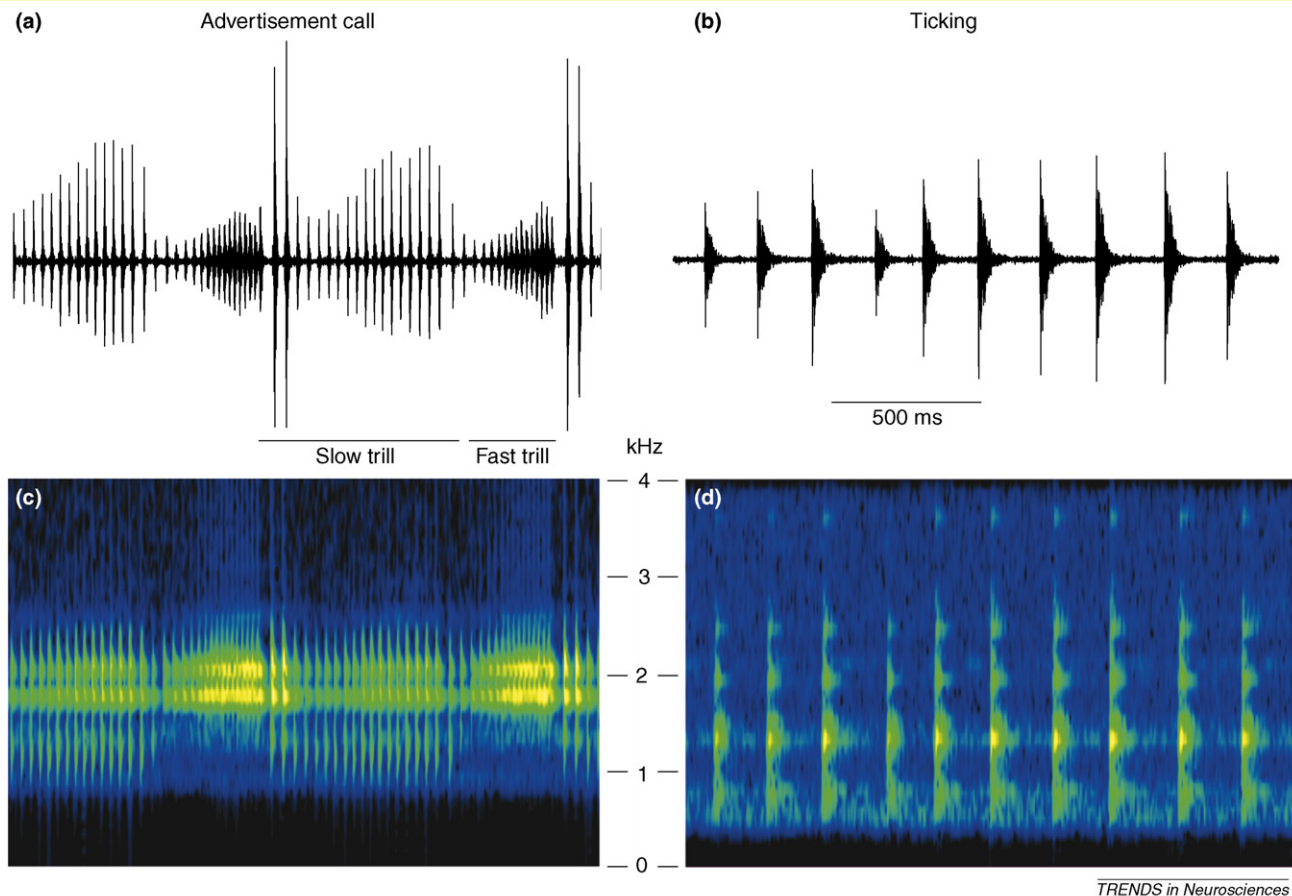 (a) Advertisement call
(b) Ticking
500 ms
Slow trill Fast trill
kHz
(c)
(d)
4
3
2
1
0
TRENDS in Neurosciences